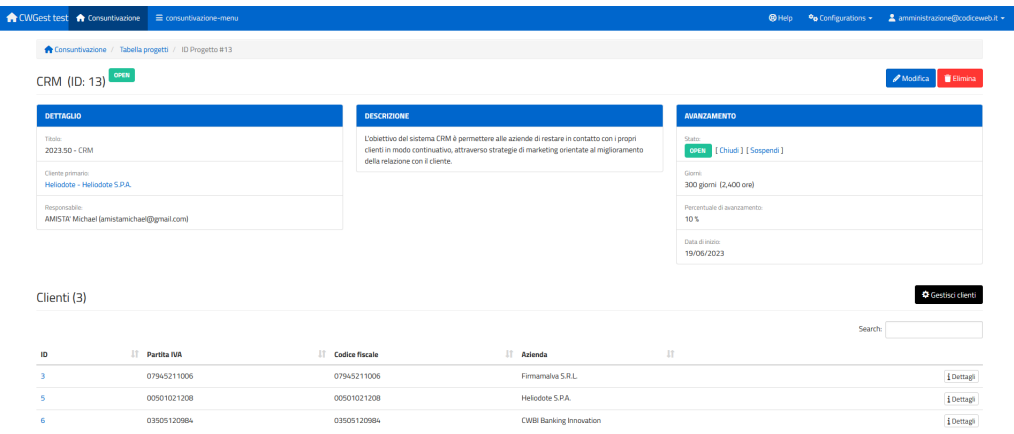 CWGest test Consuntivazione consuntivazione-menu Help Configurations amministrazione@codiceweb.it
Consuntivazione / Tabella progetti / ID Progetto #13
CRM (ID: 13) OPEN Modifica Elimina
DETTAGLIO
Titolo:
2023.50 - CRM
Cliente primario:
Heliodote - Heliodote S.P.A.
Responsabile:
AMISTA' Michael (amistamichael@gmail.com)
DESCRIZIONE
L'obiettivo del sistema CRM è permettere alle aziende di restare in contatto con i propri
clienti in modo continuativo, attraverso strategie di marketing orientate al miglioramento
della relazione con il cliente.
AVANZAMENTO
Stato:
OPEN [ Chiudi ] [ Sospendi ]
Giorni:
300 giorni (2,400 ore)
Percentuale di avanzamento:
10 %
Data di inizio:
19/06/2023
Clienti (3) Gestisci clienti
Search:
ID Partita IVA Codice fiscale Azienda
3 07945211006 07945211006 Firmamalva S.R.L. Dettagli
5 00501021208 00501021208 Heliodote S.P.A. Dettagli
6 03505120984 03505120984 CWBI Banking Innovation Dettagli